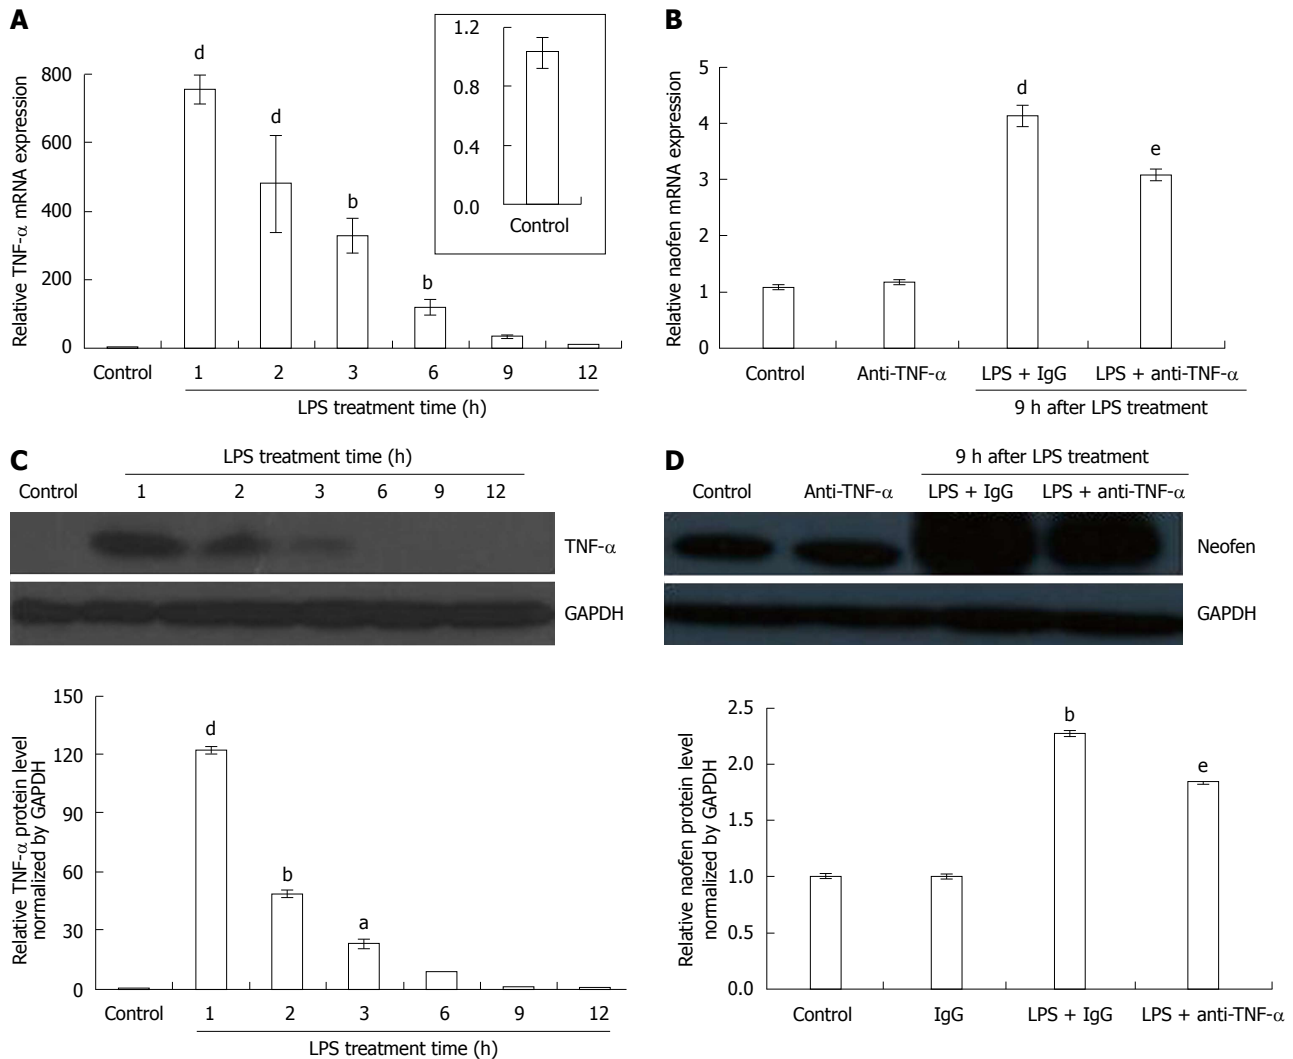 A
Relative TNF-α mRNA expression
800
600
400
200
0
d
d
b
b
1.2
0.8
0.4
0.0
Control
Control 1 2 3 6 9 12
LPS treatment time (h)
B
Relative naofen mRNA expression
5
4
3
2
1
0
d
e
Control Anti-TNF-α LPS + IgG LPS + anti-TNF-α
9 h after LPS treatment
C
LPS treatment time (h)
Control 1 2 3 6 9 12
TNF-α
GAPDH
Relative TNF-α protein level
normalized by GAPDH
150
120
90
60
30
0
d
b
a
Control 1 2 3 6 9 12
LPS treatment time (h)
D
9 h after LPS treatment
Control Anti-TNF-α LPS + IgG LPS + anti-TNF-α
Neofen
GAPDH
Relative naofen protein level
normalized by GAPDH
2.5
2.0
1.5
1.0
0.5
0.0
b
e
Control IgG LPS + IgG LPS + anti-TNF-α